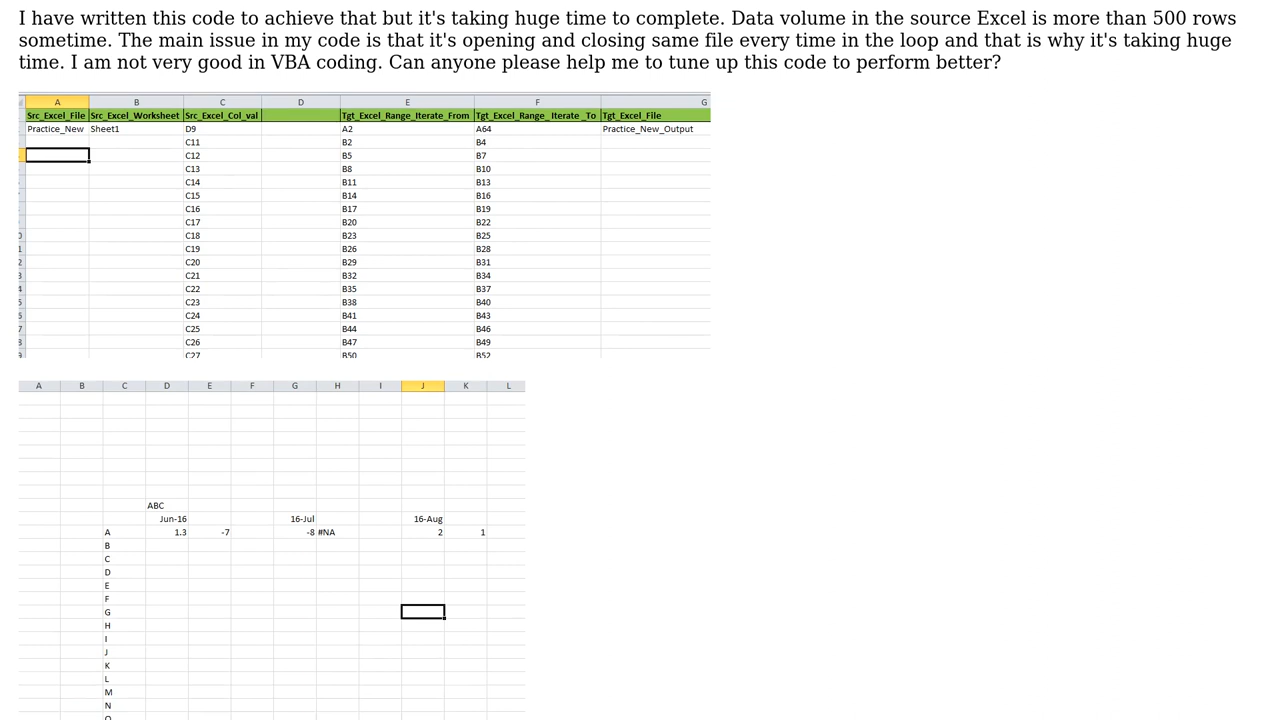 I have written this code to achieve that but it's taking huge time to complete. Data volume in the source Excel is more than 500 rows
sometime. The main issue in my code is that it's opening and closing same file every time in the loop and that is why it's taking huge
time. I am not very good in VBA coding. Can anyone please help me to tune up this code to perform better?
A B C D E F G
Src_Excel_File Src_Excel_Worksheet Src_Excel_Col_val Tgt_Excel_Range_Iterate_From Tgt_Excel_Range_ Iterate _To Tgt_Excel_File
Practice_New Sheet1 D9 A2 A64 Practice_New_Output
C11 B2 B4
C12 B5 B7
C13 B8 B10
C14 B11 B13
C15 B14 B16
C16 B17 B19
C17 B20 B22
C18 B23 B25
C19 B26 B28
C20 B29 B31
C21 B32 B34
C22 B35 B37
C23 B38 B40
C24 B41 B43
C25 B44 B46
C26 B47 B49
C27 B50 B52
A B C D E F G H I J K L
ABC
Jun-16 16-Jul 16-Aug
A 1.3 -7 -8 #NA 2 1
B
C
D
E
F
G
H
I
J
K
L
M
N